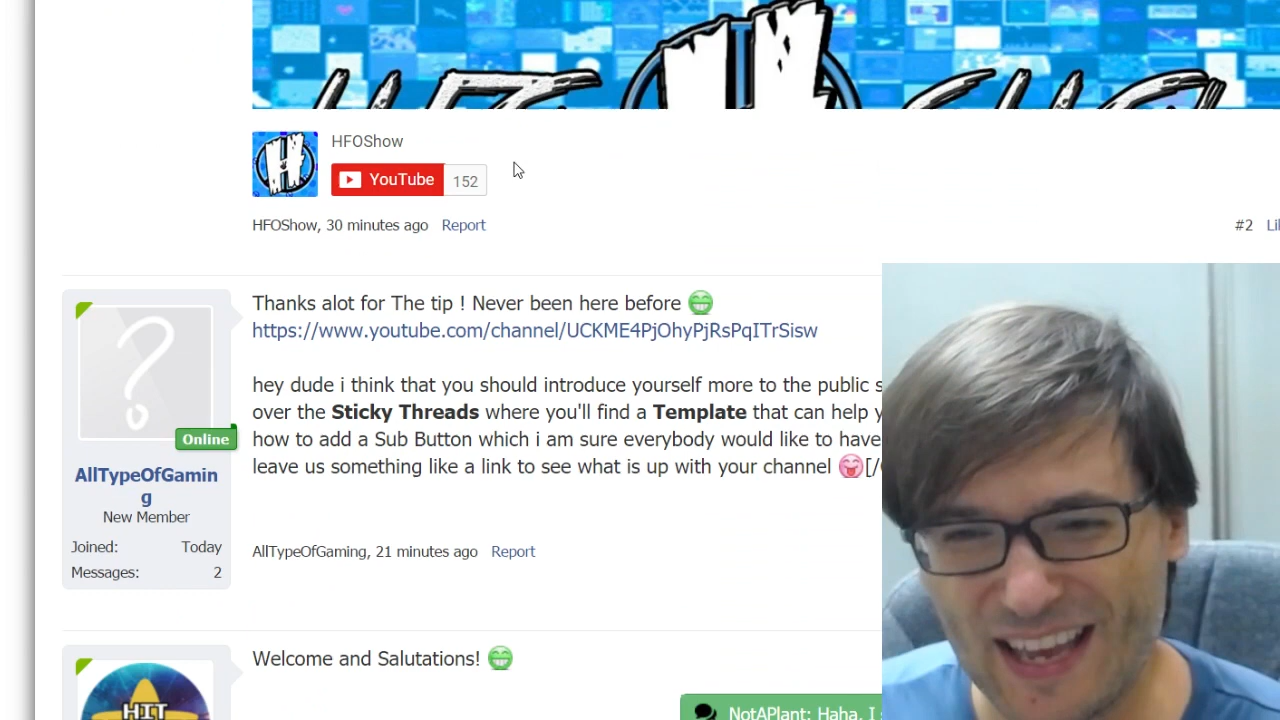 HFOShow
YouTube 152
HFOShow, 30 minutes ago Report #2
Thanks alot for The tip ! Never been here before
https://www.youtube.com/channel/UCKME4PjOhyPjRsPqITrSisw
hey dude i think that you should introduce yourself more to the public s
over the Sticky Threads where you'll find a Template that can help y
how to add a Sub Button which i am sure everybody would like to have
leave us something like a link to see what is up with your channel [/
Online
AllTypeOfGamin
g
New Member
Joined: Today
Messages: 2
AllTypeOfGaming, 21 minutes ago Report
Welcome and Salutations!
HIT
NotAPlant: Haha, I